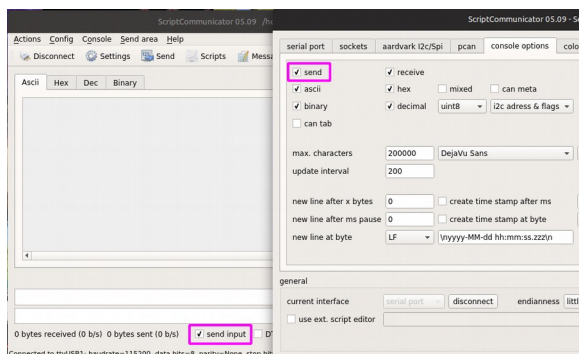 ScriptCommunicator 05.09
Actions Config Console Send area Help
Disconnect Settings Send Scripts
Ascii Hex Dec Binary
0 bytes received (0 b/s) 0 bytes sent (0 b/s) send input
Connected to ttyUSB1: baudrate=115200, data bits=8, parity=None, stop
ScriptCommunicator 05.09 -
serial port sockets aardvark I2c/Spi pcan console options
send receive
ascii hex mixed can meta
binary decimal uint8 i2c adress & flags
can tab
max. characters 200000 DejaVu Sans
update interval 200
new line after x bytes 0 create time stamp after ms
new line after ms pause 0 create time stamp at byte
new line at byte LF \nyyyy-MM-dd hh:mm:ss.zzz\n
general
current interface serial port disconnect endianness
use ext. script editor